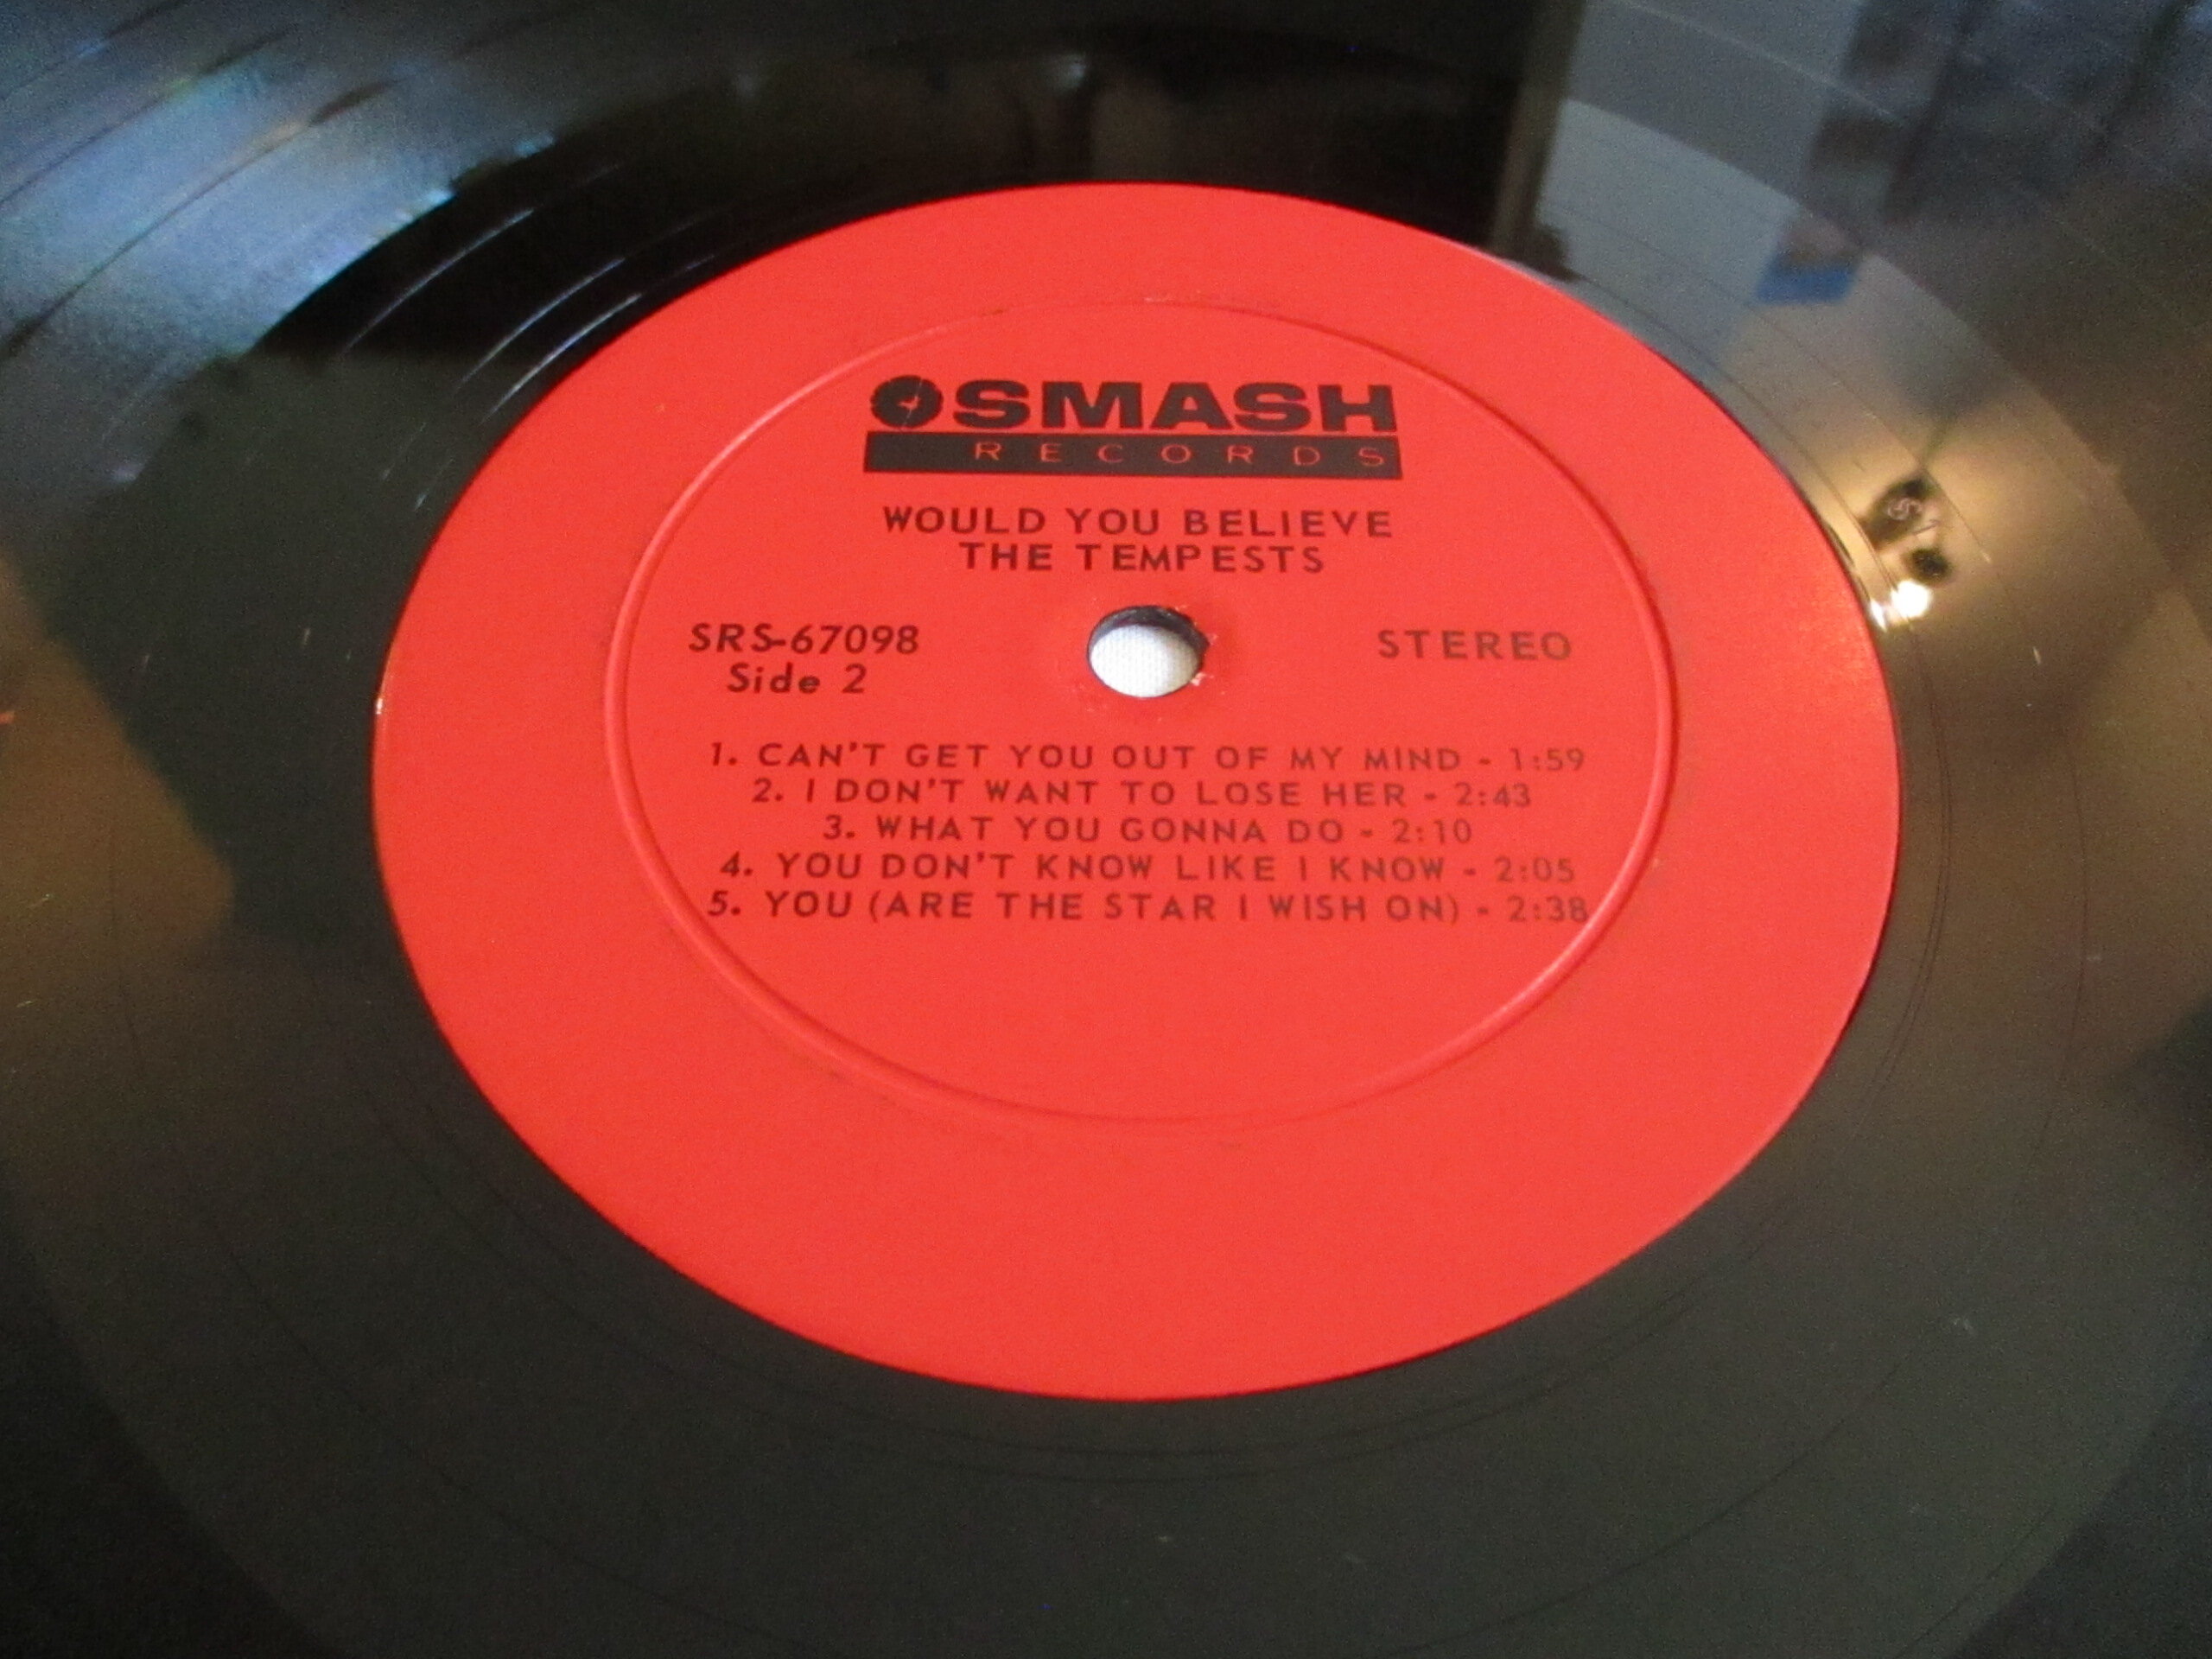 SMASH
RECORDS
WOULD YOU BELIEVE
THE TEMPESTS
SRS-67098
Side 2
STEREO
1. CAN'T GET YOU OUT OF MY MIND - 1:59
2. I DON'T WANT TO LOSE HER - 2:43
3. WHAT YOU GONNA DO - 2:10
4. YOU DON'T KNOW LIKE I KNOW - 2:05
5. YOU (ARE THE STAR I WISH ON) - 2:38